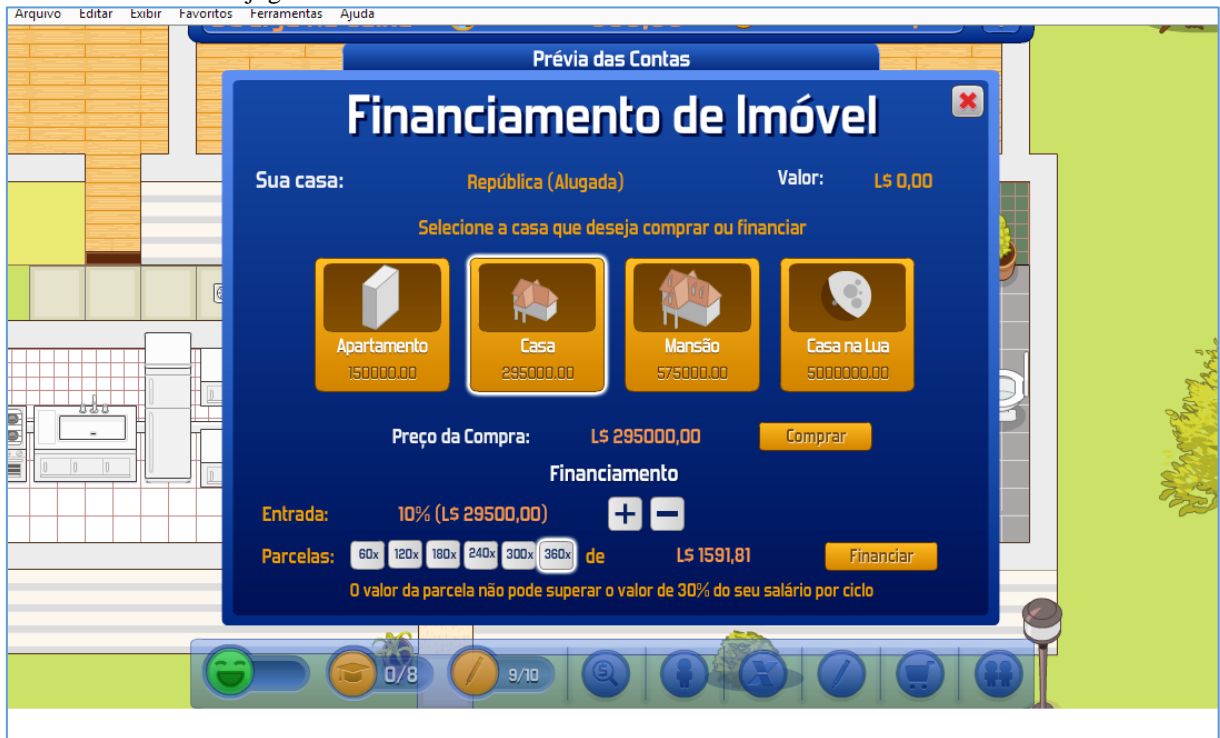 Arquivo Editar Exibir Favoritos Ferramentas Ajuda
Prévia das Contas
Financiamento de Imóvel
Sua casa: República (Alugada) Valor: L$ 0,00
Selecione a casa que deseja comprar ou financiar
Apartamento Casa Mansão Casa na Lua
150000.00 295000.00 575000.00 5000000.00
Preço da Compra: L$ 295000,00 Comprar
Financiamento
Entrada: 10% (L$ 29500,00) + −
Parcelas: 60x 120x 180x 240x 300x 360x de L$ 1591,81 Financiar
O valor da parcela não pode superar o valor de 30% do seu salário por ciclo
0/8 9/10